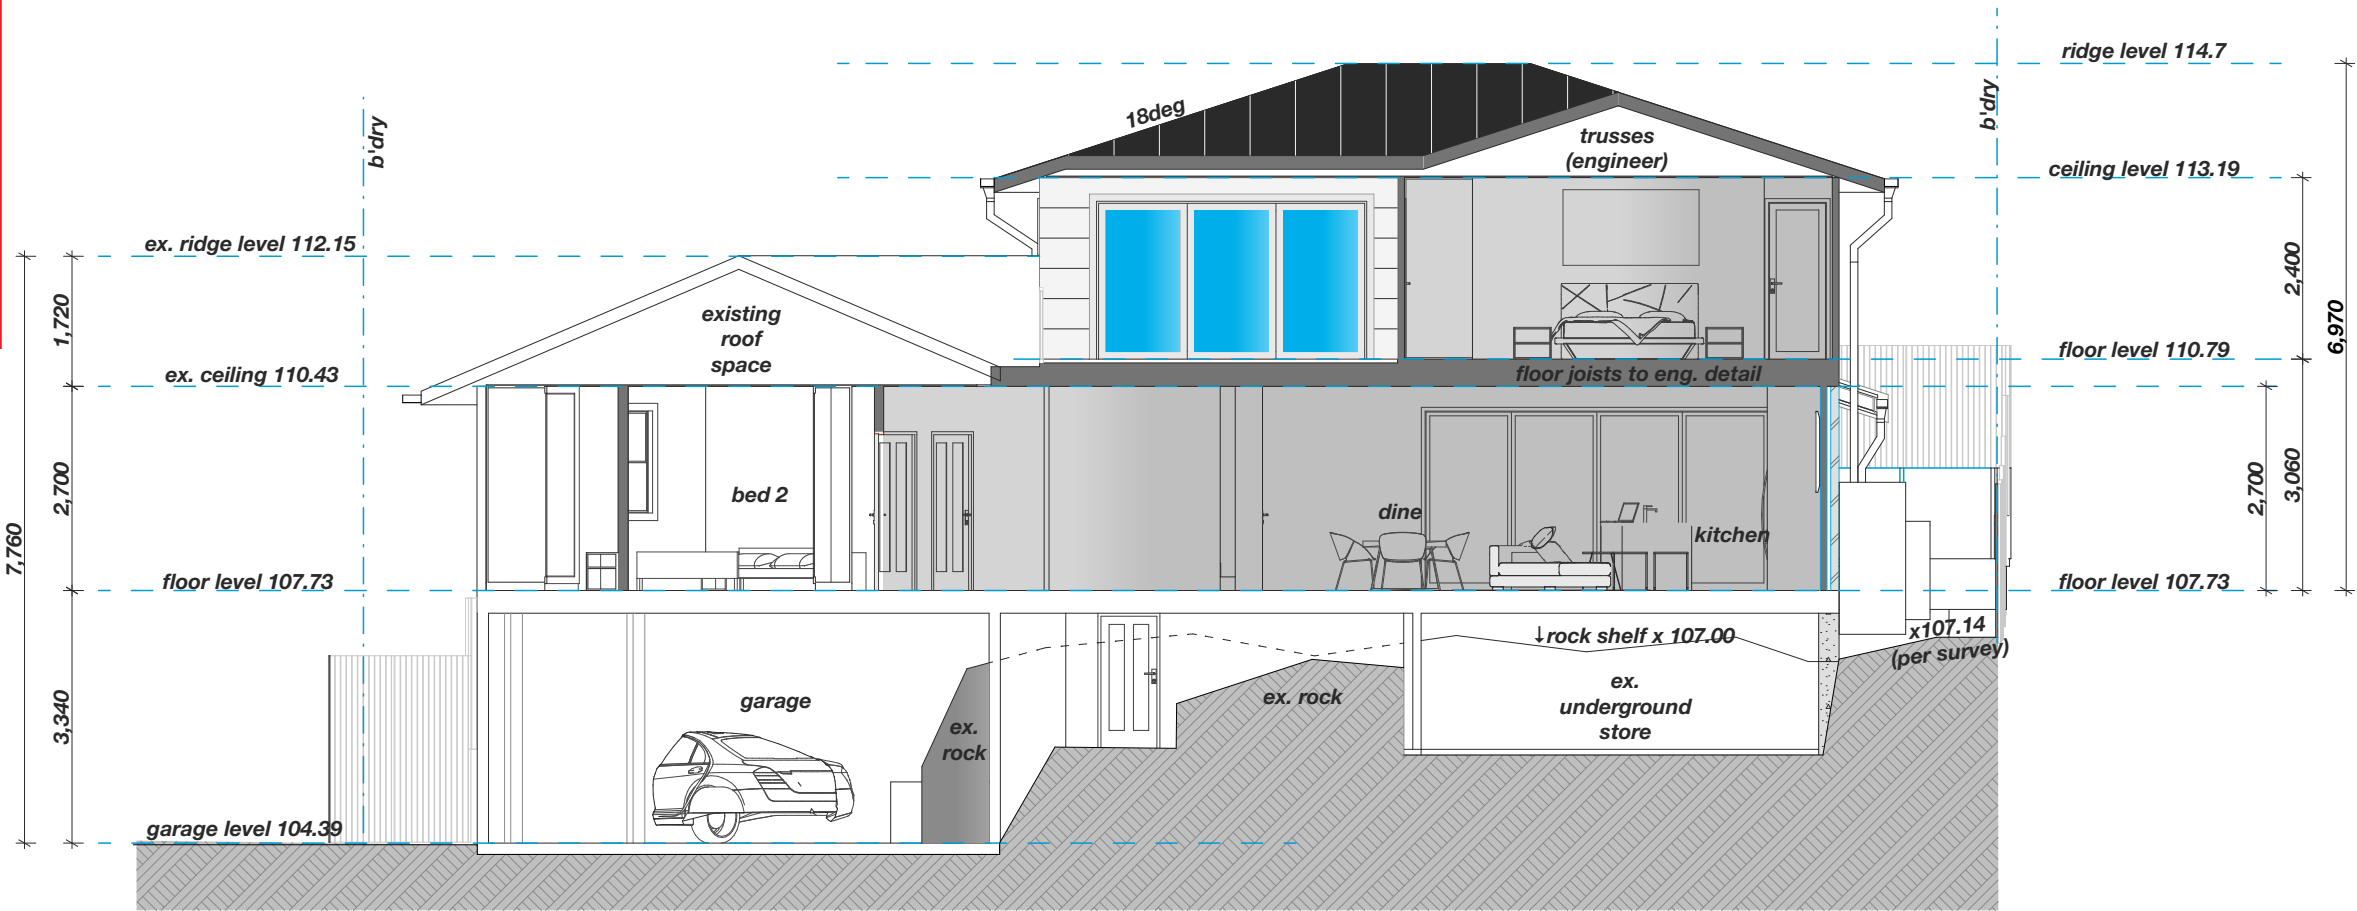 ridge level 114.7
b'dry
18deg
b'dry
trusses
(engineer)
ceiling level 113.19
ex. ridge level 112.15
2,400
6,970
1,720
existing
roof
space
floor level 110.79
ex. ceiling 110.43
floor joists to eng. detail
2,700
bed 2
2,700
3,060
dine
kitchen
7,760
floor level 107.73
floor level 107.73
↓rock shelf x 107.00
x107.14
(per survey)
3,340
garage
ex.
rock
ex. rock
ex.
underground
store
garage level 104.39